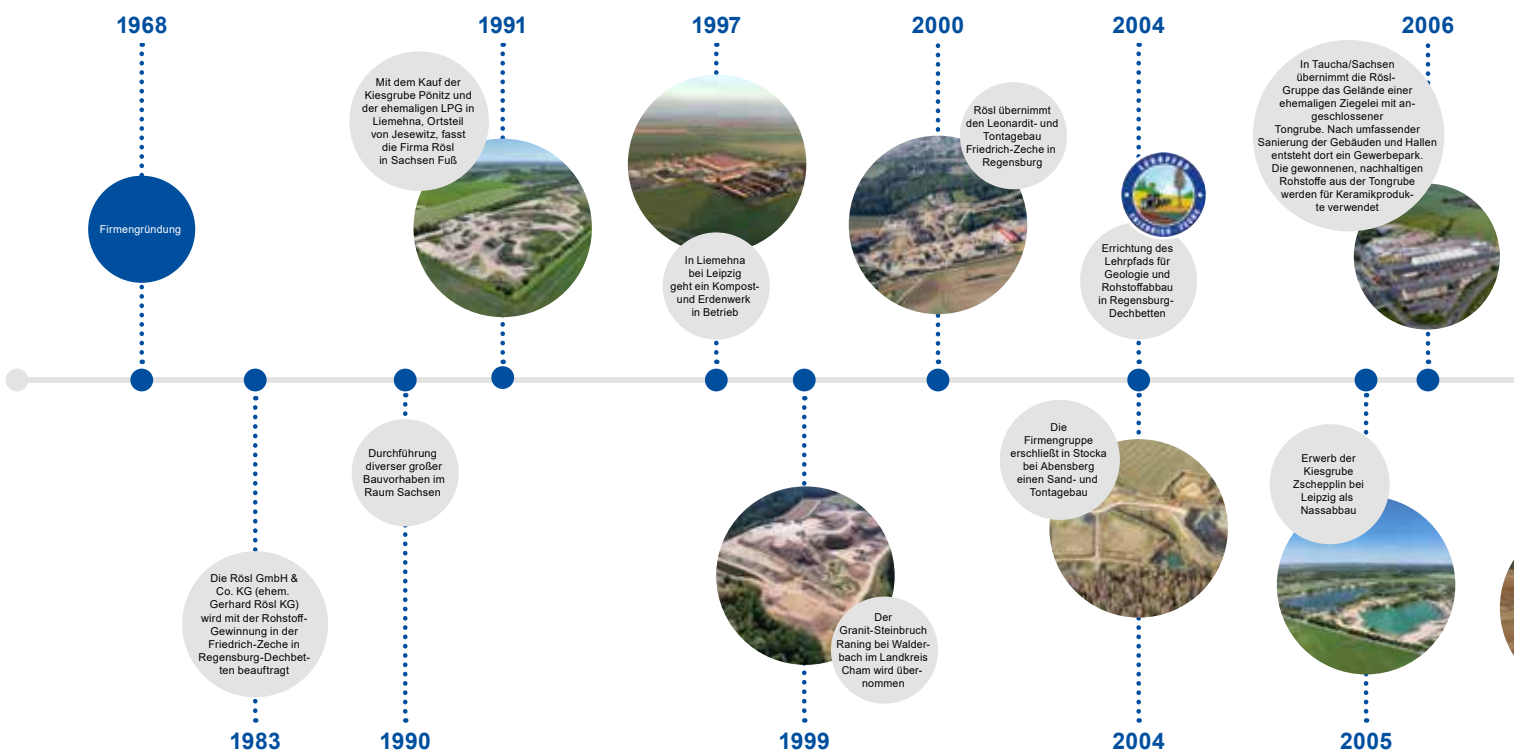 1968
Firmengründung
1991
Mit dem Kauf der
Kiesgrube Pönitz und
der ehemaligen LPG in
Liemehna, Ortsteil
von Jesewitz, fasst
die Firma Rösl
in Sachsen Fuß
1997
In Liemehna
bei Leipzig
geht ein Kompost-
und Erdenwerk
in Betrieb
2000
Rösl übernimmt
den Leonardit- und
Tontagebau
Friedrich-Zeche in
Regensburg
2004
LEHRPFAD
FRIEDRICH ZECHE
Errichtung des
Lehrpfads für
Geologie und
Rohstoffabbau
in Regensburg-
Dechbetten
2006
In Taucha/Sachsen
übernimmt die Rösl-
Gruppe das Gelände einer
ehemaligen Ziegelei mit an-
geschlossener
Tongrube. Nach umfassender
Sanierung der Gebäuden und Hallen
entsteht dort ein Gewerbepark.
Die gewonnenen, nachhaltigen
Rohstoffe aus der Tongrube
werden für Keramikproduk-
te verwendet
Die Rösl GmbH &
Co. KG (ehem.
Gerhard Rösl KG)
wird mit der Rohstoff-
Gewinnung in der
Friedrich-Zeche in
Regensburg-Dechbet-
ten beauftragt
1983
Durchführung
diverser großer
Bauvorhaben im
Raum Sachsen
1990
Der
Granit-Steinbruch
Raning bei Walder-
bach im Landkreis
Cham wird über-
nommen
1999
Die
Firmengruppe
erschließt in Stocka
bei Abensberg
einen Sand- und
Tontagebau
2004
Erwerb der
Kiesgrube
Zschepplin bei
Leipzig als
Nassabbau
2005